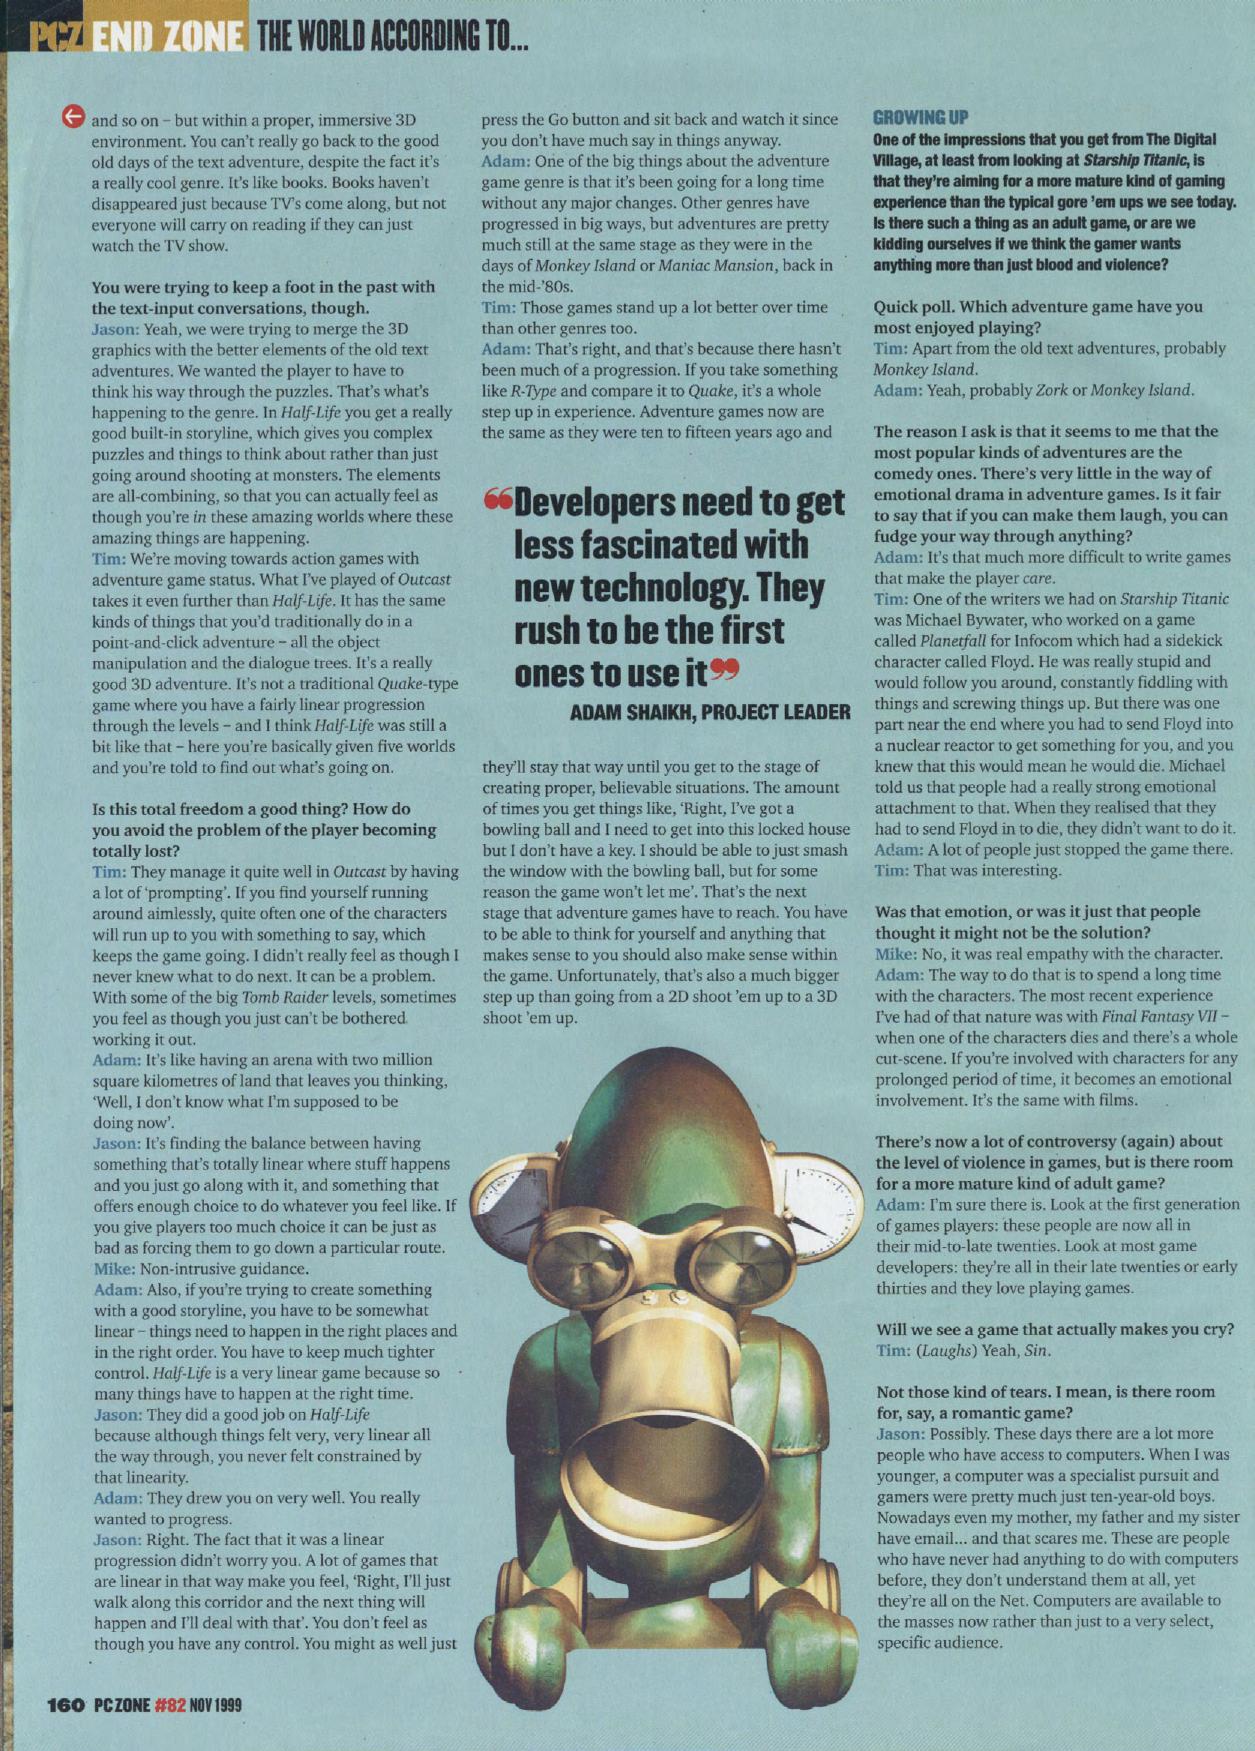 PCZ END ZONE THE WORLD ACCORDING TO...
and so on – but within a proper, immersive 3D
environment. You can't really go back to the good
old days of the text adventure, despite the fact it's
a really cool genre. It's like books. Books haven't
disappeared just because TV's come along, but not
everyone will carry on reading if they can just
watch the TV show.
You were trying to keep a foot in the past with
the text-input conversations, though.
Jason: Yeah, we were trying to merge the 3D
graphics with the better elements of the old text
adventures. We wanted the player to have to
think his way through the puzzles. That's what's
happening to the genre. In Half-Life you get a really
good built-in storyline, which gives you complex
puzzles and things to think about rather than just
going around shooting at monsters. The elements
are all-combining, so that you can actually feel as
though you're in these amazing worlds where these
amazing things are happening.
Tim: We're moving towards action games with
adventure game status. What I've played of Outcast
takes it even further than Half-Life. It has the same
kinds of things that you'd traditionally do in a
point-and-click adventure – all the object
manipulation and the dialogue trees. It's a really
good 3D adventure. It's not a traditional Quake-type
game where you have a fairly linear progression
through the levels – and I think Half-Life was still a
bit like that – here you're basically given five worlds
and you're told to find out what's going on.
Is this total freedom a good thing? How do
you avoid the problem of the player becoming
totally lost?
Tim: They manage it quite well in Outcast by having
a lot of 'prompting'. If you find yourself running
around aimlessly, quite often one of the characters
will run up to you with something to say, which
keeps the game going. I didn't really feel as though I
never knew what to do next. It can be a problem.
With some of the big Tomb Raider levels, sometimes
you feel as though you just can't be bothered
working it out.
Adam: It's like having an arena with two million
square kilometres of land that leaves you thinking,
'Well, I don't know what I'm supposed to be
doing now'.
Jason: It's finding the balance between having
something that's totally linear where stuff happens
and you just go along with it, and something that
offers enough choice to do whatever you feel like. If
you give players too much choice it can be just as
bad as forcing them to go down a particular route.
Mike: Non-intrusive guidance.
Adam: Also, if you're trying to create something
with a good storyline, you have to be somewhat
linear – things need to happen in the right places and
in the right order. You have to keep much tighter
control. Half-Life is a very linear game because so
many things have to happen at the right time.
Jason: They did a good job on Half-Life
because although things felt very, very linear all
the way through, you never felt constrained by
that linearity.
Adam: They drew you on very well. You really
wanted to progress.
Jason: Right. The fact that it was a linear
progression didn't worry you. A lot of games that
are linear in that way make you feel, 'Right, I'll just
walk along this corridor and the next thing will
happen and I'll deal with that'. You don't feel as
though you have any control. You might as well just
press the Go button and sit back and watch it since
you don't have much say in things anyway.
Adam: One of the big things about the adventure
game genre is that it's been going for a long time
without any major changes. Other genres have
progressed in big ways, but adventures are pretty
much still at the same stage as they were in the
days of Monkey Island or Maniac Mansion, back in
the mid-'80s.
Tim: Those games stand up a lot better over time
than other genres too.
Adam: That's right, and that's because there hasn't
been much of a progression. If you take something
like R-Type and compare it to Quake, it's a whole
step up in experience. Adventure games now are
the same as they were ten to fifteen years ago and
“Developers need to get
less fascinated with
new technology. They
rush to be the first
ones to use it”
ADAM SHAIKH, PROJECT LEADER
they'll stay that way until you get to the stage of
creating proper, believable situations. The amount
of times you get things like, 'Right, I've got a
bowling ball and I need to get into this locked house
but I don't have a key. I should be able to just smash
the window with the bowling ball, but for some
reason the game won't let me'. That's the next
stage that adventure games have to reach. You have
to be able to think for yourself and anything that
makes sense to you should also make sense within
the game. Unfortunately, that's also a much bigger
step up than going from a 2D shoot 'em up to a 3D
shoot 'em up.
GROWING UP
One of the impressions that you get from The Digital
Village, at least from looking at Starship Titanic, is
that they're aiming for a more mature kind of gaming
experience than the typical gore 'em ups we see today.
Is there such a thing as an adult game, or are we
kidding ourselves if we think the gamer wants
anything more than just blood and violence?
Quick poll. Which adventure game have you
most enjoyed playing?
Tim: Apart from the old text adventures, probably
Monkey Island.
Adam: Yeah, probably Zork or Monkey Island.
The reason I ask is that it seems to me that the
most popular kinds of adventures are the
comedy ones. There's very little in the way of
emotional drama in adventure games. Is it fair
to say that if you can make them laugh, you can
fudge your way through anything?
Adam: It's that much more difficult to write games
that make the player care.
Tim: One of the writers we had on Starship Titanic
was Michael Bywater, who worked on a game
called Planetfall for Infocom which had a sidekick
character called Floyd. He was really stupid and
would follow you around, constantly fiddling with
things and screwing things up. But there was one
part near the end where you had to send Floyd into
a nuclear reactor to get something for you, and you
knew that this would mean he would die. Michael
told us that people had a really strong emotional
attachment to that. When they realised that they
had to send Floyd in to die, they didn't want to do it.
Adam: A lot of people just stopped the game there.
Tim: That was interesting.
Was that emotion, or was it just that people
thought it might not be the solution?
Mike: No, it was real empathy with the character.
Adam: The way to do that is to spend a long time
with the characters. The most recent experience
I've had of that nature was with Final Fantasy VII –
when one of the characters dies and there's a whole
cut-scene. If you're involved with characters for any
prolonged period of time, it becomes an emotional
involvement. It's the same with films.
There's now a lot of controversy (again) about
the level of violence in games, but is there room
for a more mature kind of adult game?
Adam: I'm sure there is. Look at the first generation
of games players: these people are now all in
their mid-to-late twenties. Look at most game
developers: they're all in their late twenties or early
thirties and they love playing games.
Will we see a game that actually makes you cry?
Tim: (Laughs) Yeah, Sin.
Not those kind of tears. I mean, is there room
for, say, a romantic game?
Jason: Possibly. These days there are a lot more
people who have access to computers. When I was
younger, a computer was a specialist pursuit and
gamers were pretty much just ten-year-old boys.
Nowadays even my mother, my father and my sister
have email... and that scares me. These are people
who have never had anything to do with computers
before, they don't understand them at all, yet
they're all on the Net. Computers are available to
the masses now rather than just to a very select,
specific audience.
160 PC ZONE #82 NOV 1999